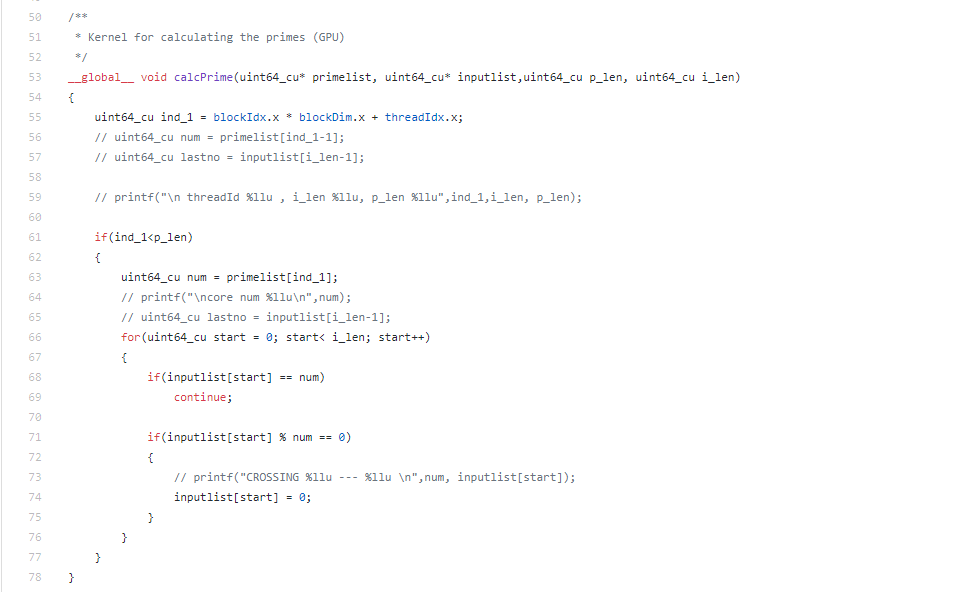 50 /**
51  * Kernel for calculating the primes (GPU)
52  */
53 __global__ void calcPrime(uint64_cu* primelist, uint64_cu* inputlist,uint64_cu p_len, uint64_cu i_len)
54 {
55     uint64_cu ind_1 = blockIdx.x * blockDim.x + threadIdx.x;
56     // uint64_cu num = primelist[ind_1-1];
57     // uint64_cu lastno = inputlist[i_len-1];
58
59     // printf("\n threadId %llu , i_len %llu, p_len %llu",ind_1,i_len, p_len);
60
61     if(ind_1<p_len)
62     {
63         uint64_cu num = primelist[ind_1];
64         // printf("\ncore num %llu\n",num);
65         // uint64_cu lastno = inputlist[i_len-1];
66         for(uint64_cu start = 0; start< i_len; start++)
67         {
68             if(inputlist[start] == num)
69                 continue;
70
71             if(inputlist[start] % num == 0)
72             {
73                 // printf("CROSSING %llu --- %llu \n",num, inputlist[start]);
74                 inputlist[start] = 0;
75             }
76         }
77     }
78 }